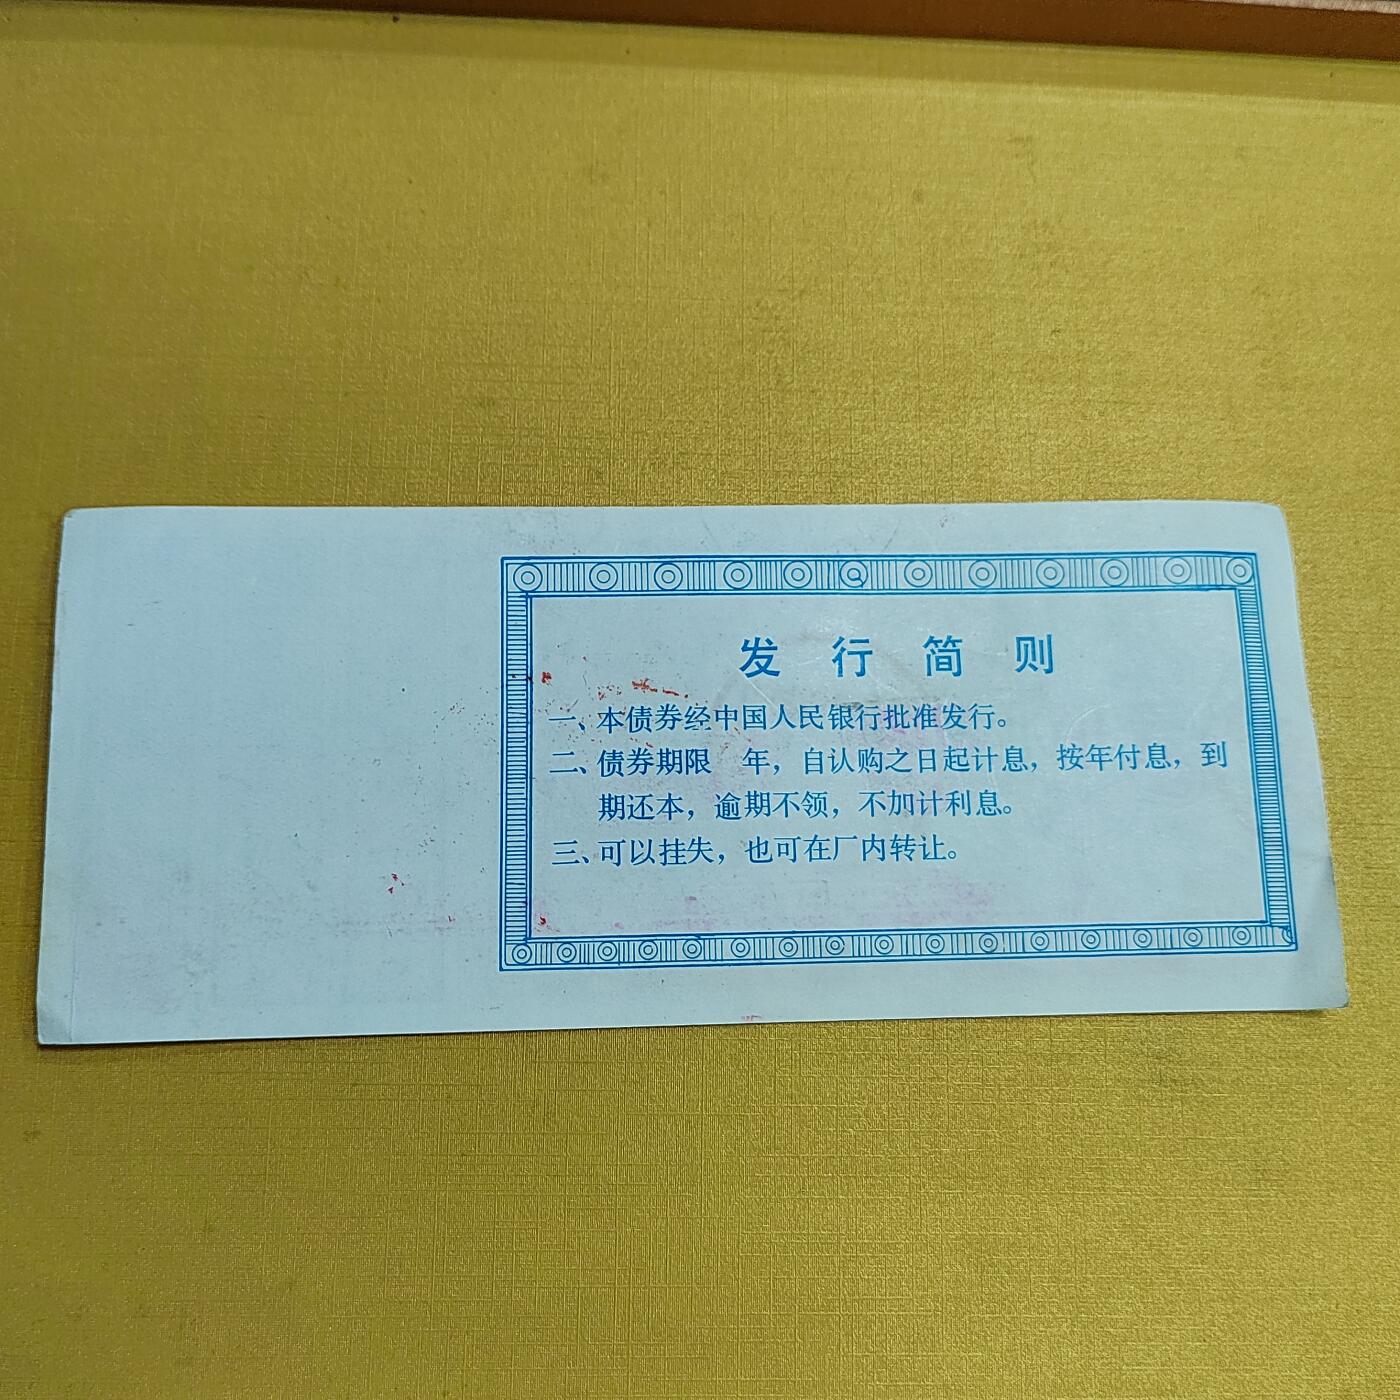 发行简则
一、本债券经中国人民银行批准发行。
二、债券期限 年，自认购之日起计息，按年付息，到
期还本，逾期不领，不加计利息。
三、可以挂失，也可在厂内转让。